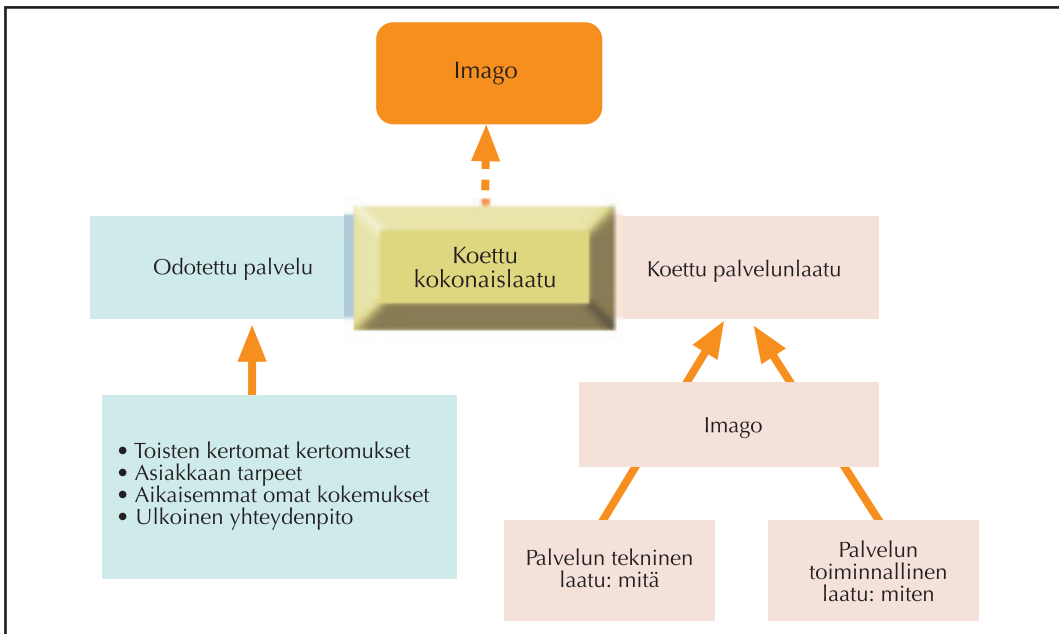 Imago
Odotettu palvelu
Koettu
kokonaislaatu
Koettu palvelunlaatu
• Toisten kertomat kertomukset
• Asiakkaan tarpeet
• Aikaisemmat omat kokemukset
• Ulkoinen yhteydenpito
Imago
Palvelun tekninen
laatu: mitä
Palvelun
toiminnallinen
laatu: miten